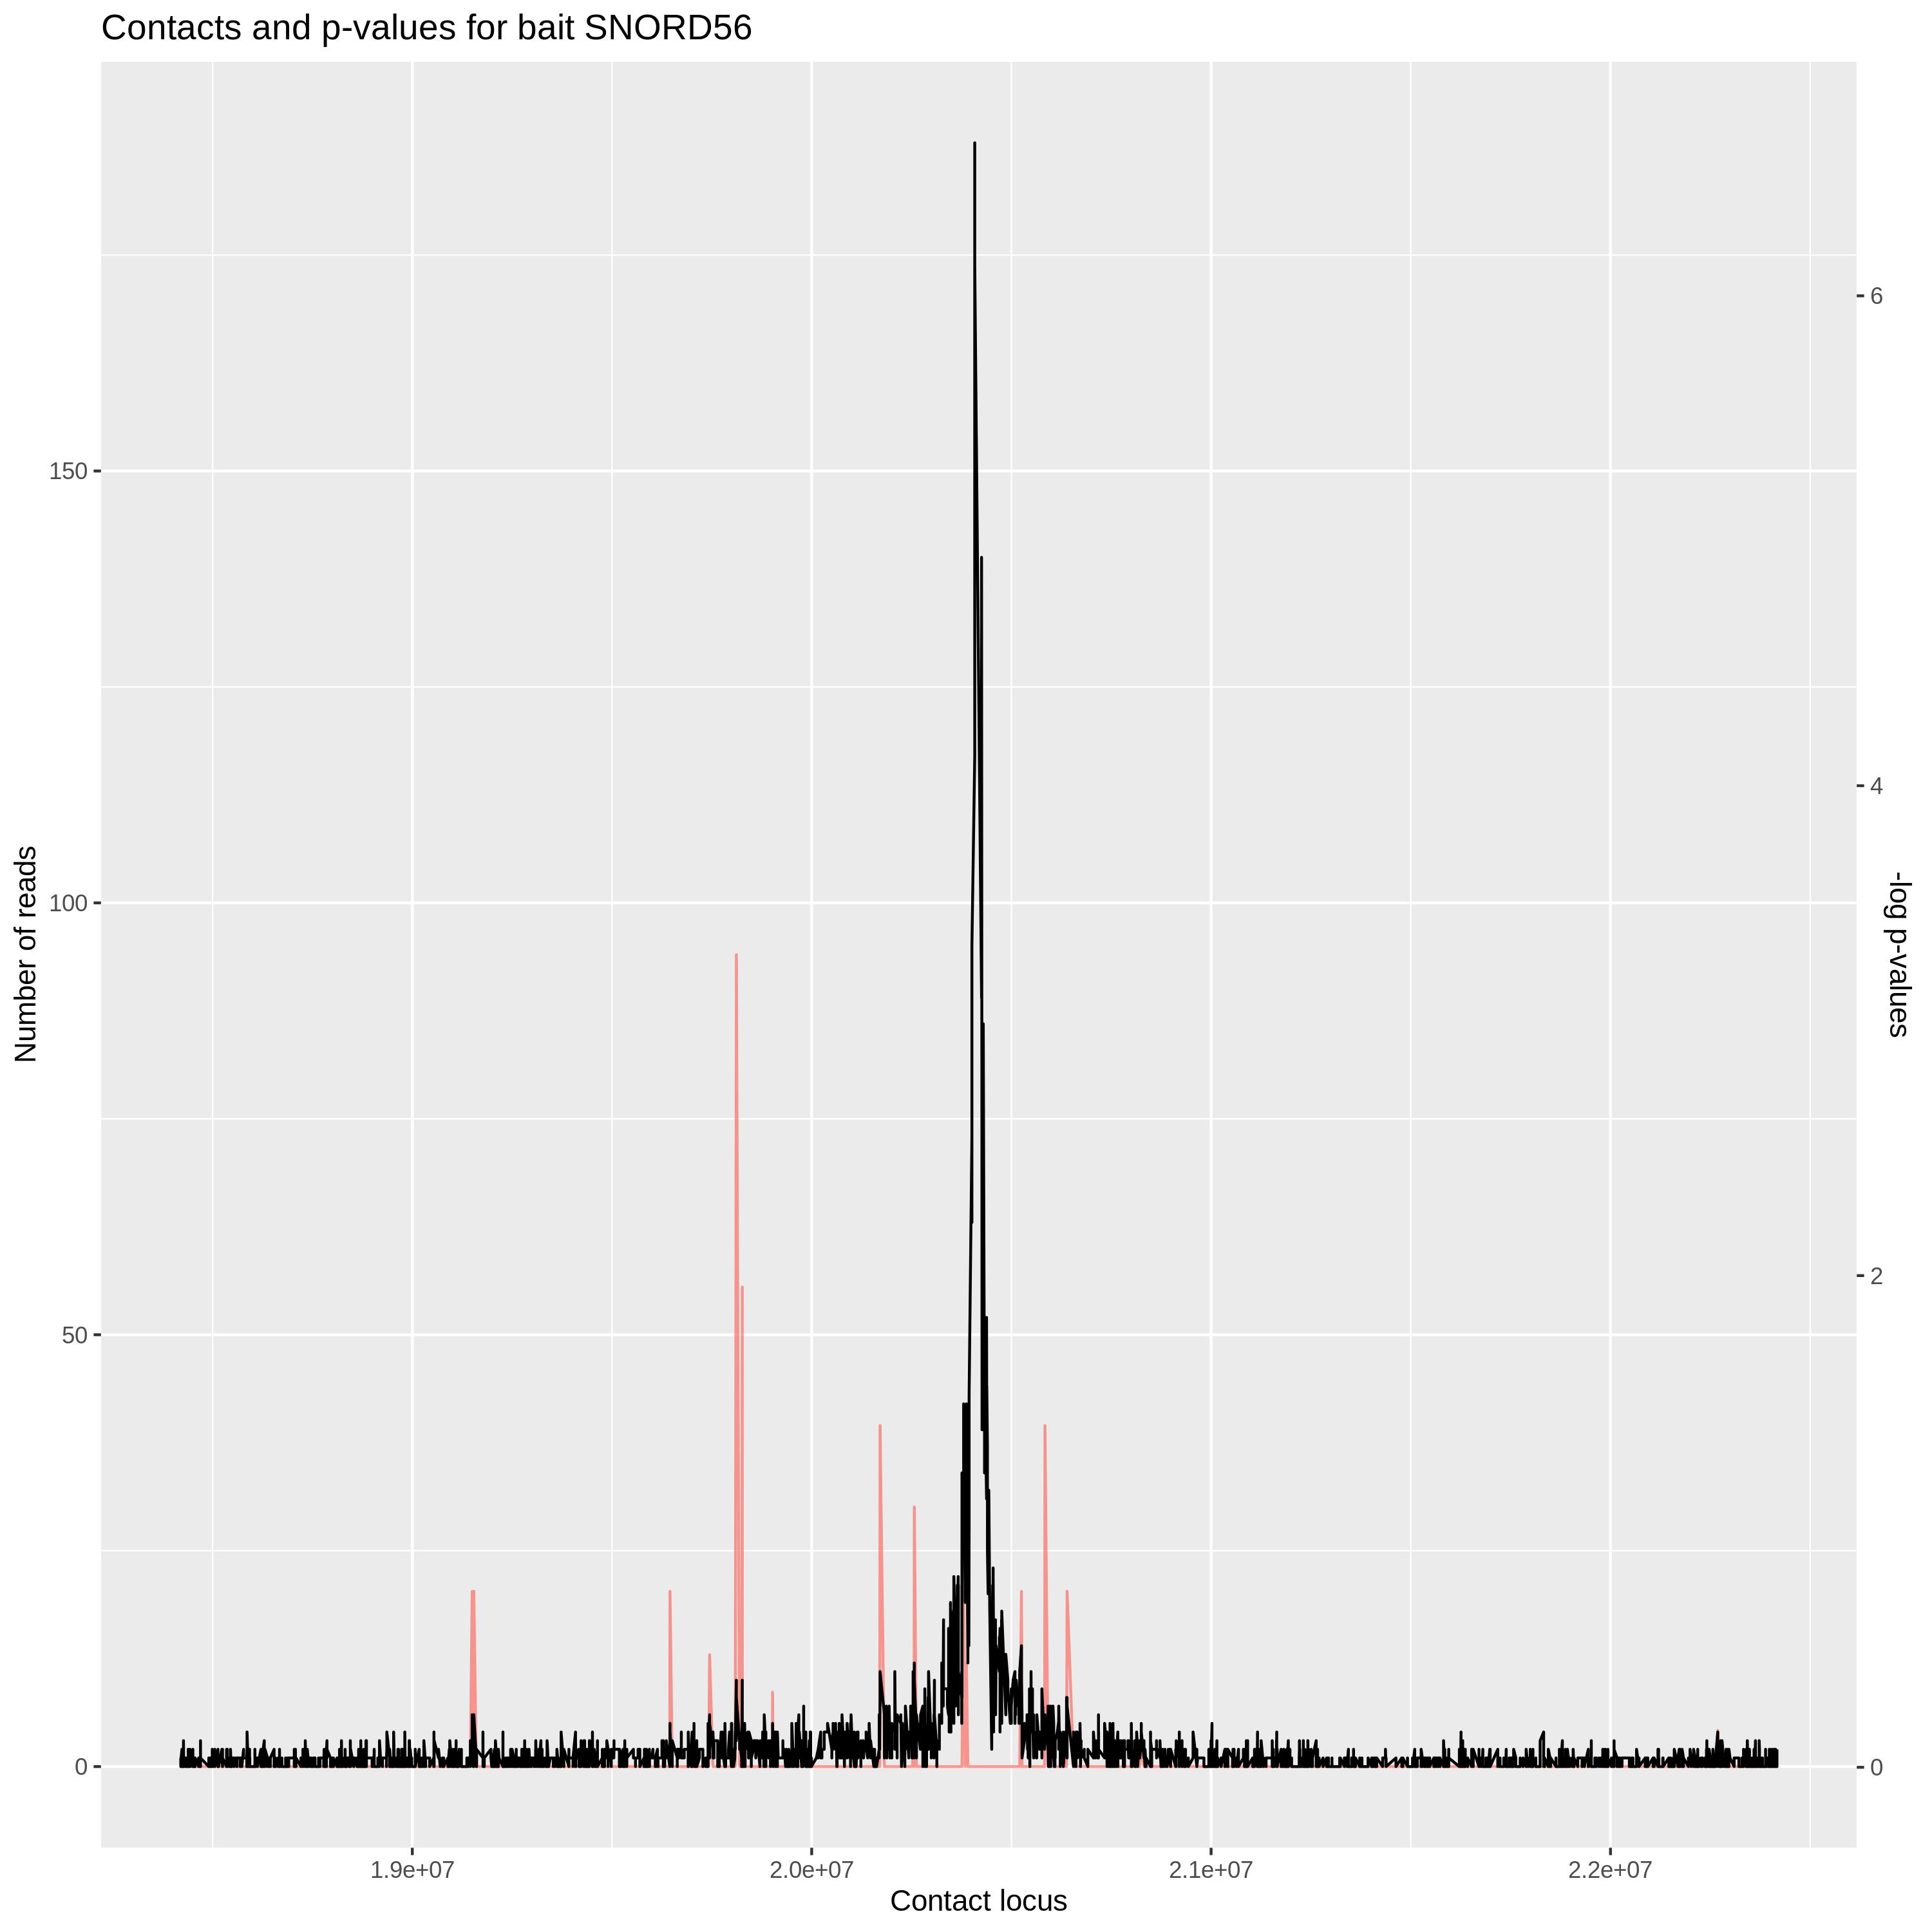 Contacts and p-values for bait SNORD56
Number of reads
150
100
50
0
6
4
2
0
-log p-values
1.9e+07
2.0e+07
2.1e+07
2.2e+07
Contact locus